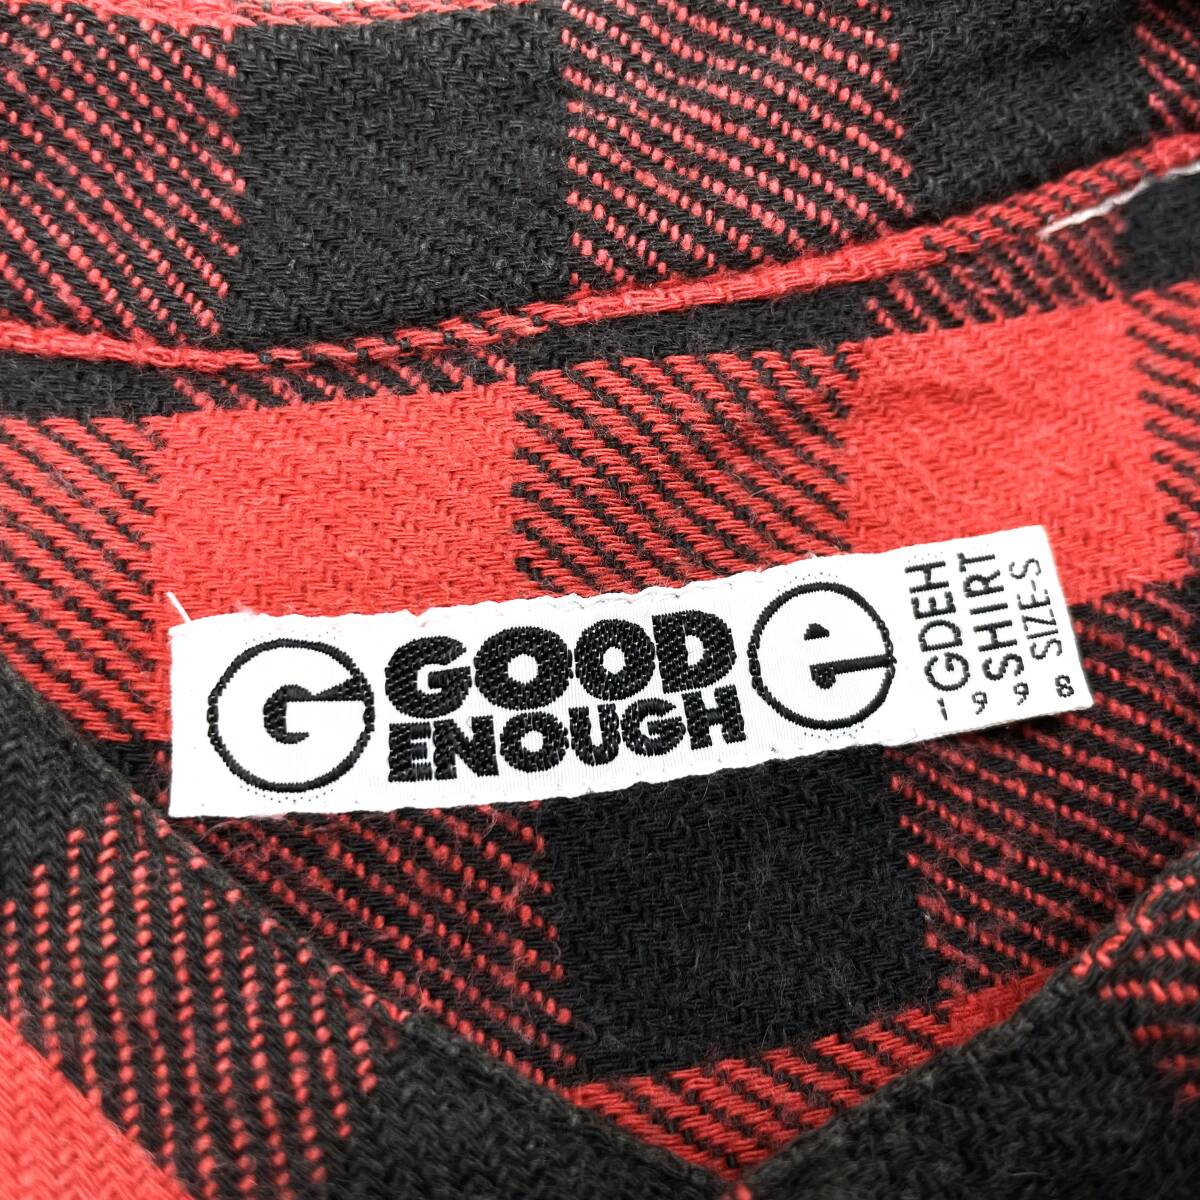 G GOOD e
ENOUGH
GDEH
SHIRT
SIZE-S
1998